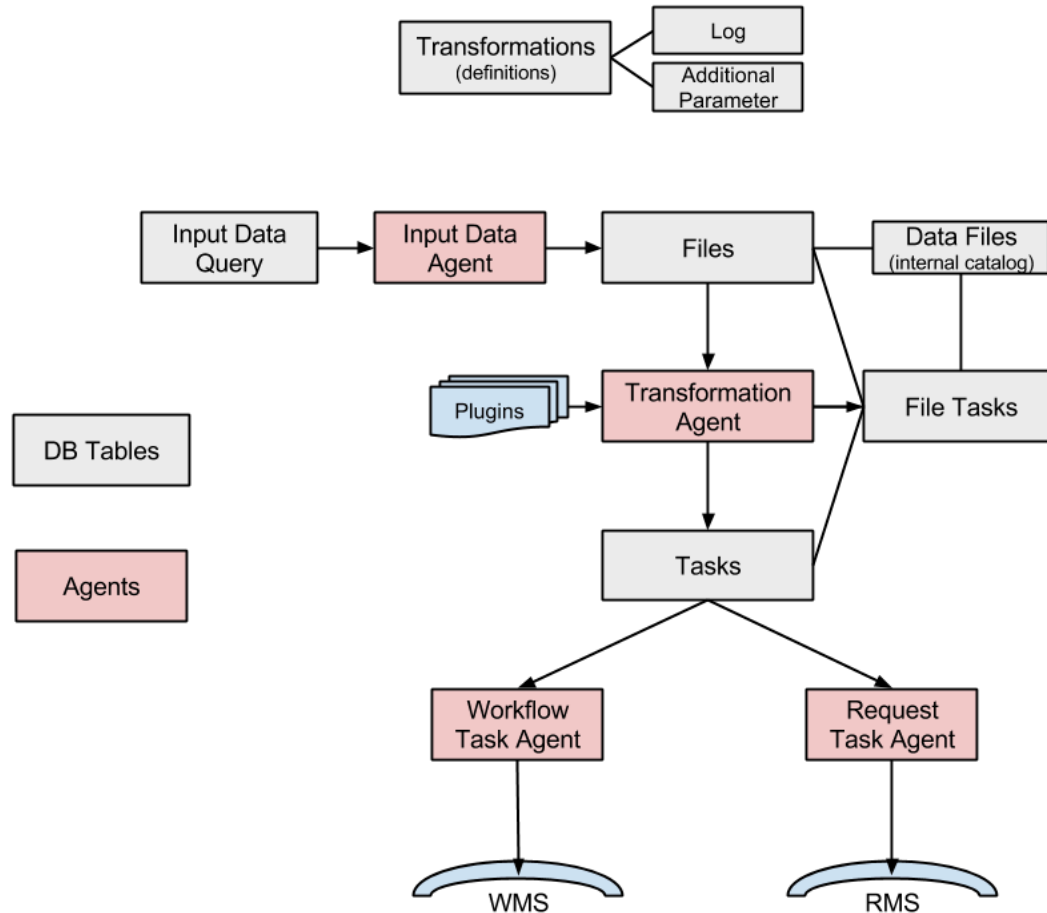 Transformations
(definitions)
Log
Additional
Parameter
Input Data
Query
Input Data
Agent
Files
Data Files
(internal catalog)
Plugins
Transformation
Agent
File Tasks
DB Tables
Tasks
Agents
Workflow
Task Agent
Request
Task Agent
WMS
RMS